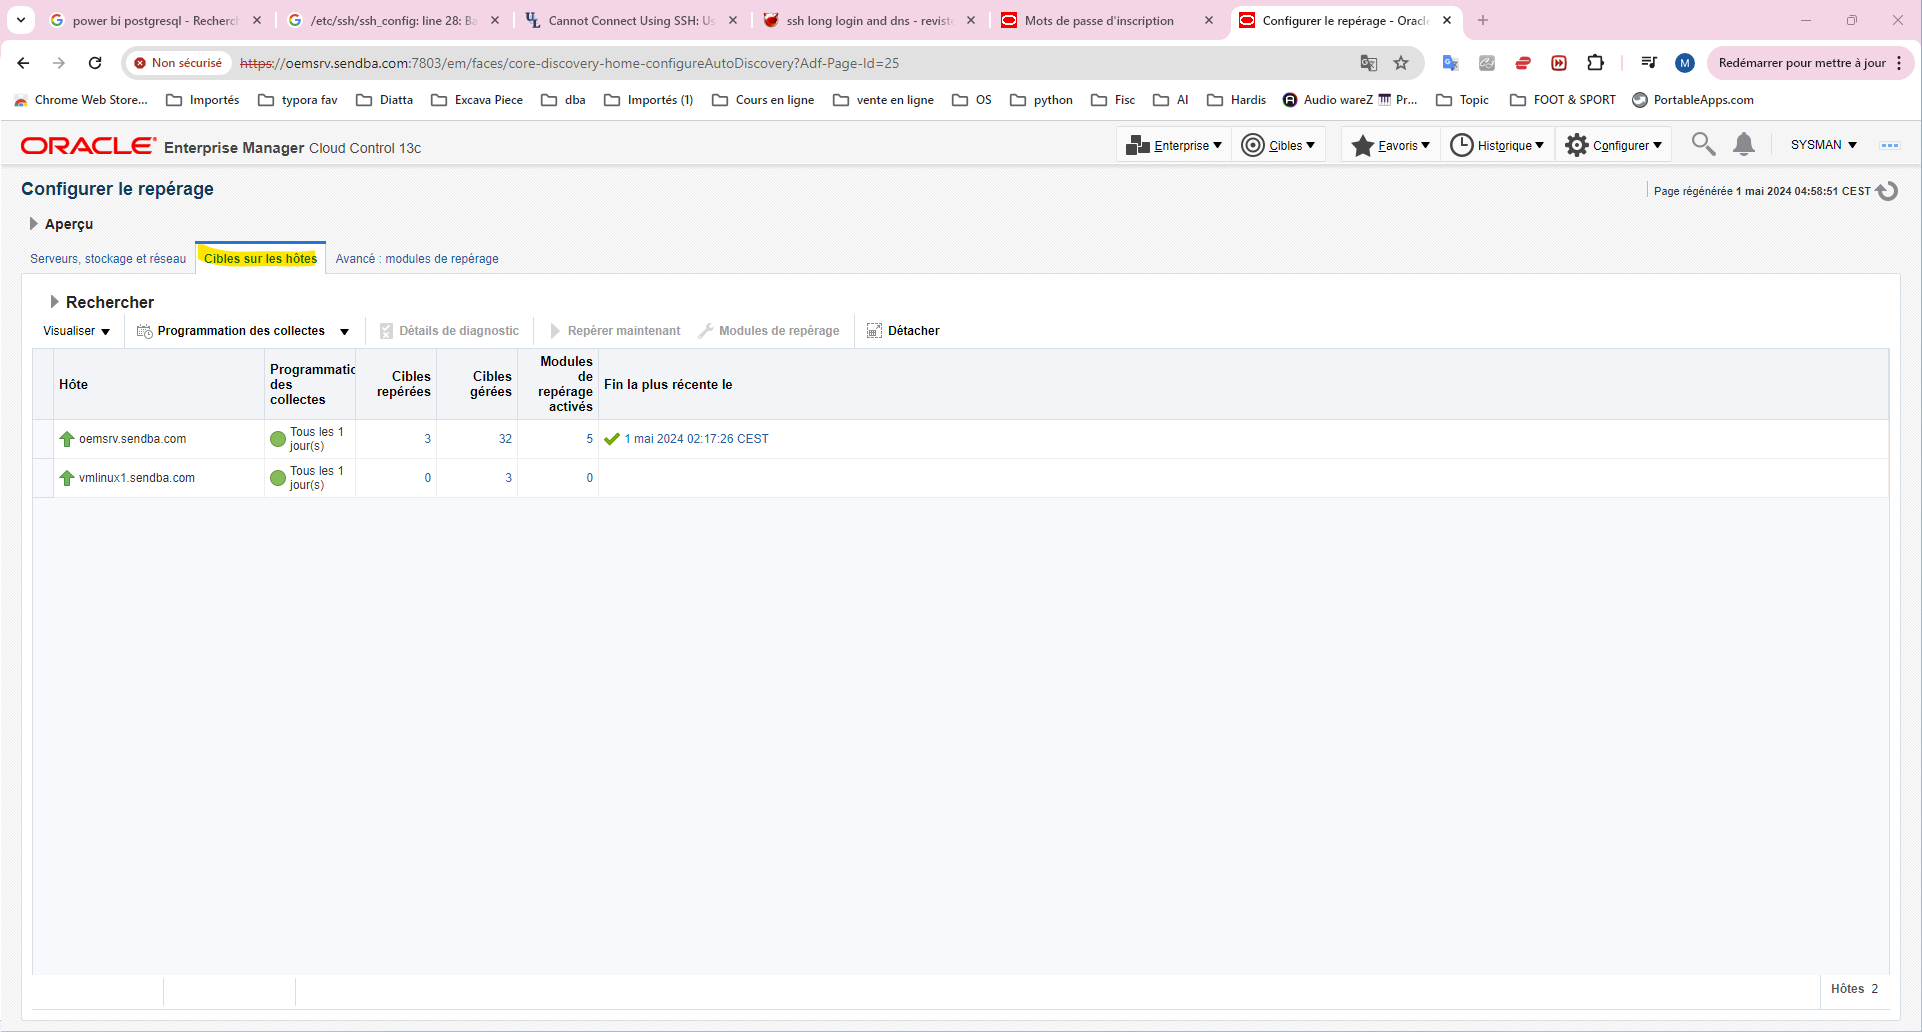 power bi postgresql - Recherch
/etc/ssh/ssh_config: line 28: Ba
Cannot Connect Using SSH: Us
ssh long login and dns - reviste
Mots de passe d'inscription
Configurer le repérage - Oracle
Non sécurisé
https://oemsrv.sendba.com:7803/em/faces/core-discovery-home-configureAutoDiscovery?Adf-Page-Id=25
M
Redémarrer pour mettre à jour
Chrome Web Store...
Importés
typora fav
Diatta
Excava Piece
dba
Importés (1)
Cours en ligne
vente en ligne
OS
python
Fisc
AI
Hardis
Audio wareZ
Pr...
Topic
FOOT & SPORT
PortableApps.com
ORACLE Enterprise Manager Cloud Control 13c
Enterprise
Cibles
Favoris
Historique
Configurer
SYSMAN
Configurer le repérage
Page régénérée 1 mai 2024 04:58:51 CEST
Aperçu
Serveurs, stockage et réseau
Cibles sur les hôtes
Avancé : modules de repérage
Rechercher
Visualiser
Programmation des collectes
Détails de diagnostic
Repérer maintenant
Modules de repérage
Détacher
Hôte
Programmatic
des
collectes
Cibles
repérées
Cibles
gérées
Modules
de
repérage
activés
Fin la plus récente le
oemsrv.sendba.com
Tous les 1
jour(s)
3
32
5
1 mai 2024 02:17:26 CEST
vmlinux1.sendba.com
Tous les 1
jour(s)
0
3
0
Hôtes 2